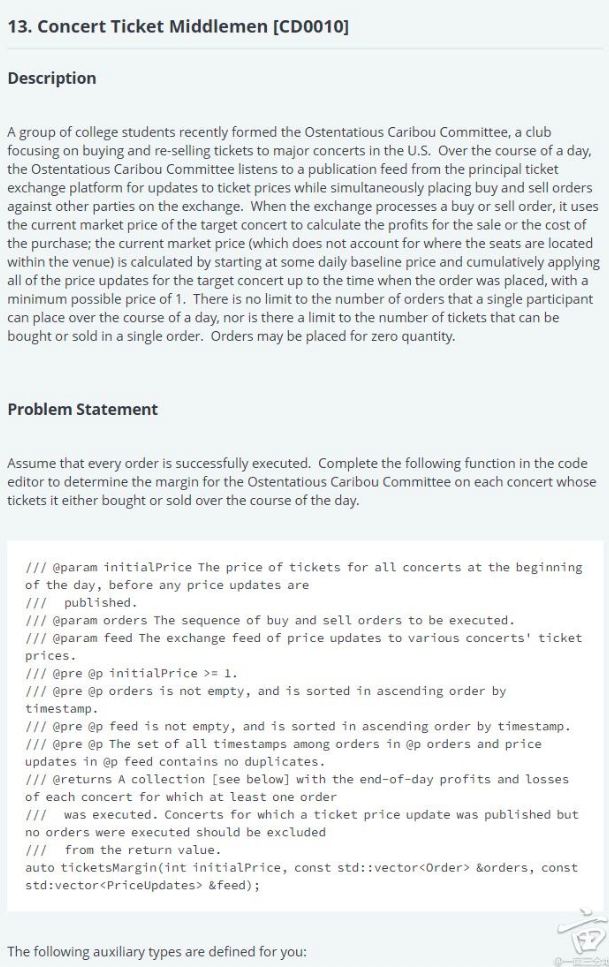 13. Concert Ticket Middlemen [CD0010]
Description
A group of college students recently formed the Ostentatious Caribou Committee, a club
focusing on buying and re-selling tickets to major concerts in the U.S.  Over the course of a day,
the Ostentatious Caribou Committee listens to a publication feed from the principal ticket
exchange platform for updates to ticket prices while simultaneously placing buy and sell orders
against other parties on the exchange.  When the exchange processes a buy or sell order, it uses
the current market price of the target concert to calculate the profits for the sale or the cost of
the purchase; the current market price (which does not account for where the seats are located
within the venue) is calculated by starting at some daily baseline price and cumulatively applying
all of the price updates for the target concert up to the time when the order was placed, with a
minimum possible price of 1.  There is no limit to the number of orders that a single participant
can place over the course of a day, nor is there a limit to the number of tickets that can be
bought or sold in a single order.  Orders may be placed for zero quantity.
Problem Statement
Assume that every order is successfully executed.  Complete the following function in the code
editor to determine the margin for the Ostentatious Caribou Committee on each concert whose
tickets it either bought or sold over the course of the day.
/// @param initialPrice The price of tickets for all concerts at the beginning
of the day, before any price updates are
///   published.
/// @param orders The sequence of buy and sell orders to be executed.
/// @param feed The exchange feed of price updates to various concerts' ticket
prices.
/// @pre @p initialPrice >= 1.
/// @pre @p orders is not empty, and is sorted in ascending order by
timestamp.
/// @pre @p feed is not empty, and is sorted in ascending order by timestamp.
/// @pre @p The set of all timestamps among orders in @p orders and price
updates in @p feed contains no duplicates.
/// @returns A collection [see below] with the end-of-day profits and losses
of each concert for which at least one order
///   was executed. Concerts for which a ticket price update was published but
no orders were executed should be excluded
///   from the return value.
auto ticketsMargin(int initialPrice, const std::vector<Order> &orders, const
std:vector<PriceUpdates> &feed);
The following auxiliary types are defined for you: